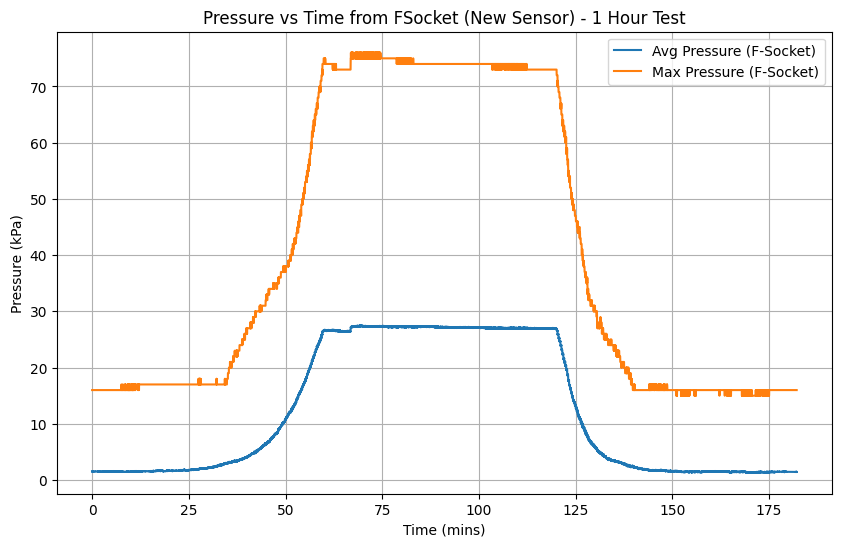 Pressure vs Time from FSocket (New Sensor) - 1 Hour Test
Avg Pressure (F-Socket)
Max Pressure (F-Socket)
Pressure (kPa)
70
60
50
40
30
20
10
0
0 25 50 75 100 125 150 175
Time (mins)